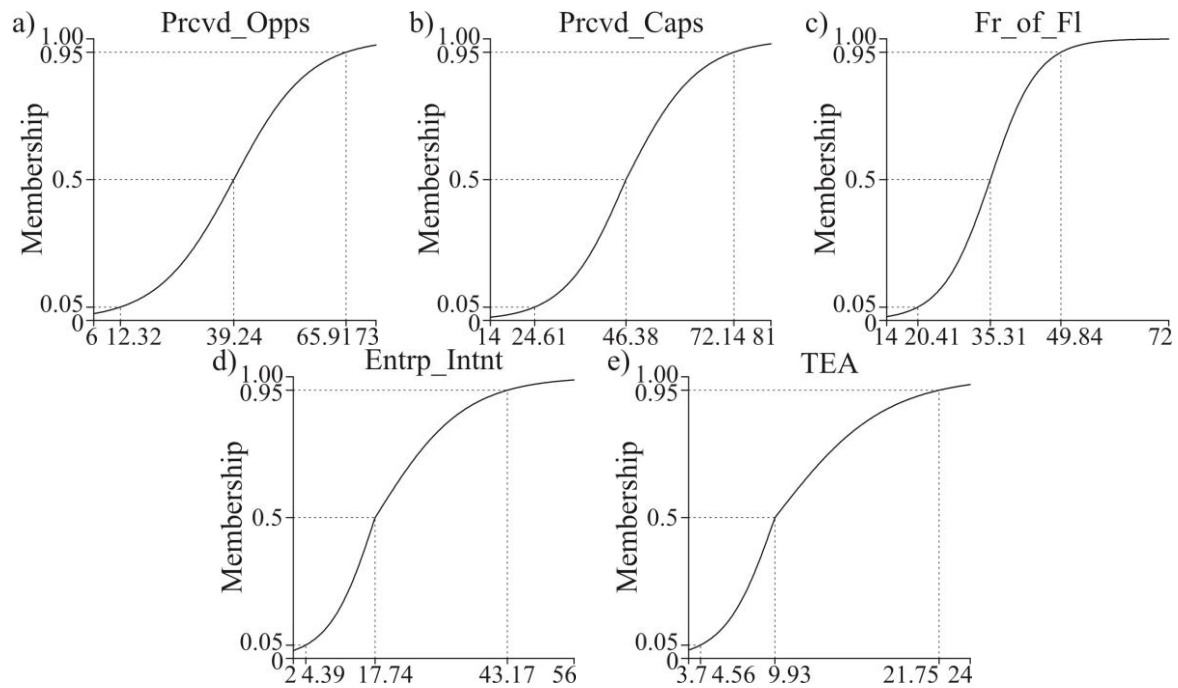 a) Prcvd_Opps
1.00
0.95
0.5
0.05
0
Membership
6 12.32 39.24 65.91 73
b) Prcvd_Caps
1.00
0.95
0.5
0.05
0
Membership
14 24.61 46.38 72.14 81
c) Fr_of_Fl
1.00
0.95
0.5
0.05
0
Membership
14 20.41 35.31 49.84 72
d) Entrp_Intnt
1.00
0.95
0.5
0.05
0
Membership
2 4.39 17.74 43.17 56
e) TEA
1.00
0.95
0.5
0.05
0
Membership
3.7 4.56 9.93 21.75 24